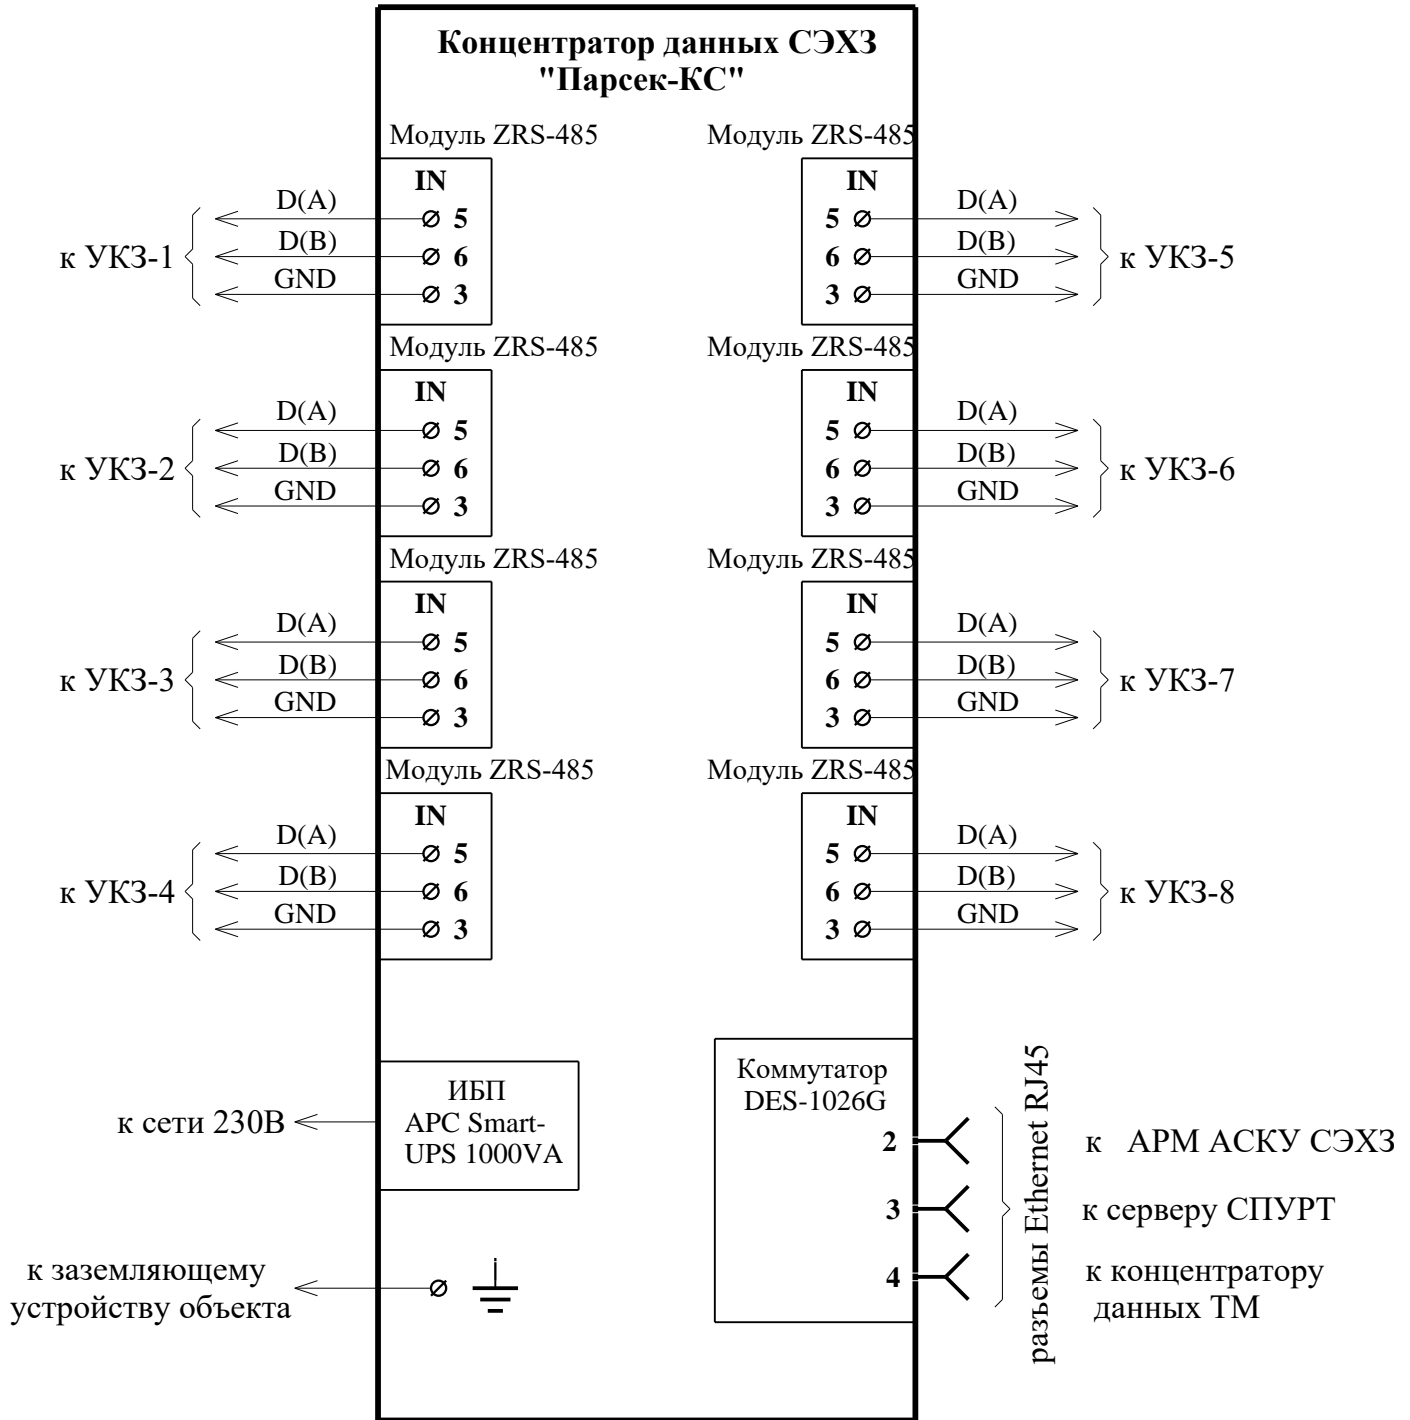 Концентратор данных СЭХЗ
"Парсек-КС"
Модуль ZRS-485
IN
D(A)
5
D(B)
6
GND
3
к УКЗ-1
Модуль ZRS-485
IN
5
D(A)
6
D(B)
3
GND
к УКЗ-5
Модуль ZRS-485
IN
D(A)
5
D(B)
6
GND
3
к УКЗ-2
Модуль ZRS-485
IN
5
D(A)
6
D(B)
3
GND
к УКЗ-6
Модуль ZRS-485
IN
D(A)
5
D(B)
6
GND
3
к УКЗ-3
Модуль ZRS-485
IN
5
D(A)
6
D(B)
3
GND
к УКЗ-7
Модуль ZRS-485
IN
D(A)
5
D(B)
6
GND
3
к УКЗ-4
Модуль ZRS-485
IN
5
D(A)
6
D(B)
3
GND
к УКЗ-8
к сети 230В
ИБП
APC Smart-
UPS 1000VA
к заземляющему
устройству объекта
Коммутатор
DES-1026G
2
3
4
разъемы Ethernet RJ45
к АРМ АСКУ СЭХЗ
к серверу СПУРТ
к концентратору
данных ТМ